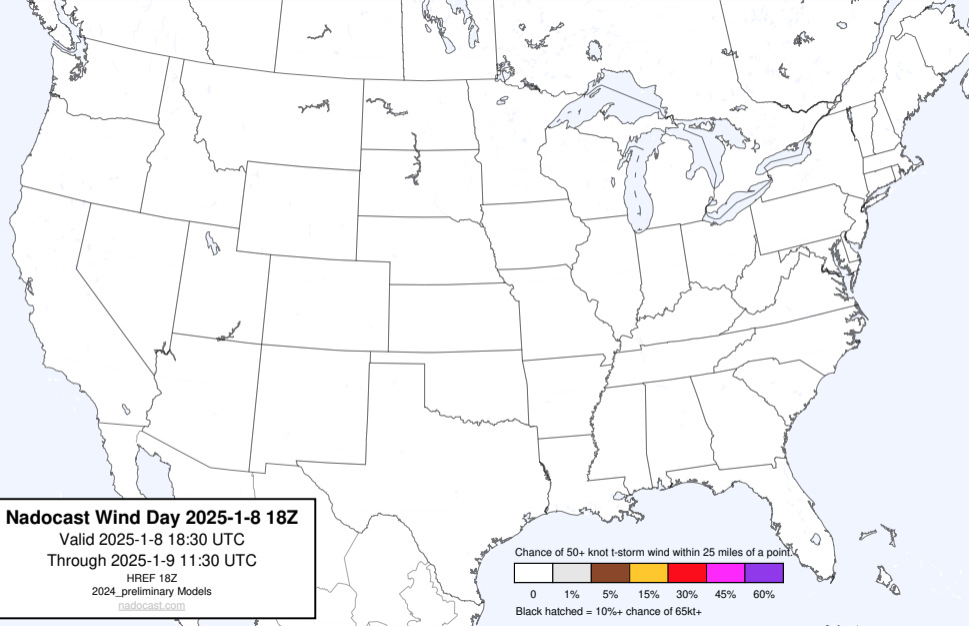 Nadocast Wind Day 2025-1-8 18Z
Valid 2025-1-8 18:30 UTC
Through 2025-1-9 11:30 UTC
HREF 18Z
2024_preliminary Models
nadocast.com
Chance of 50+ knot t-storm wind within 25 miles of a point.
0 1% 5% 15% 30% 45% 60%
Black hatched = 10%+ chance of 65kt+